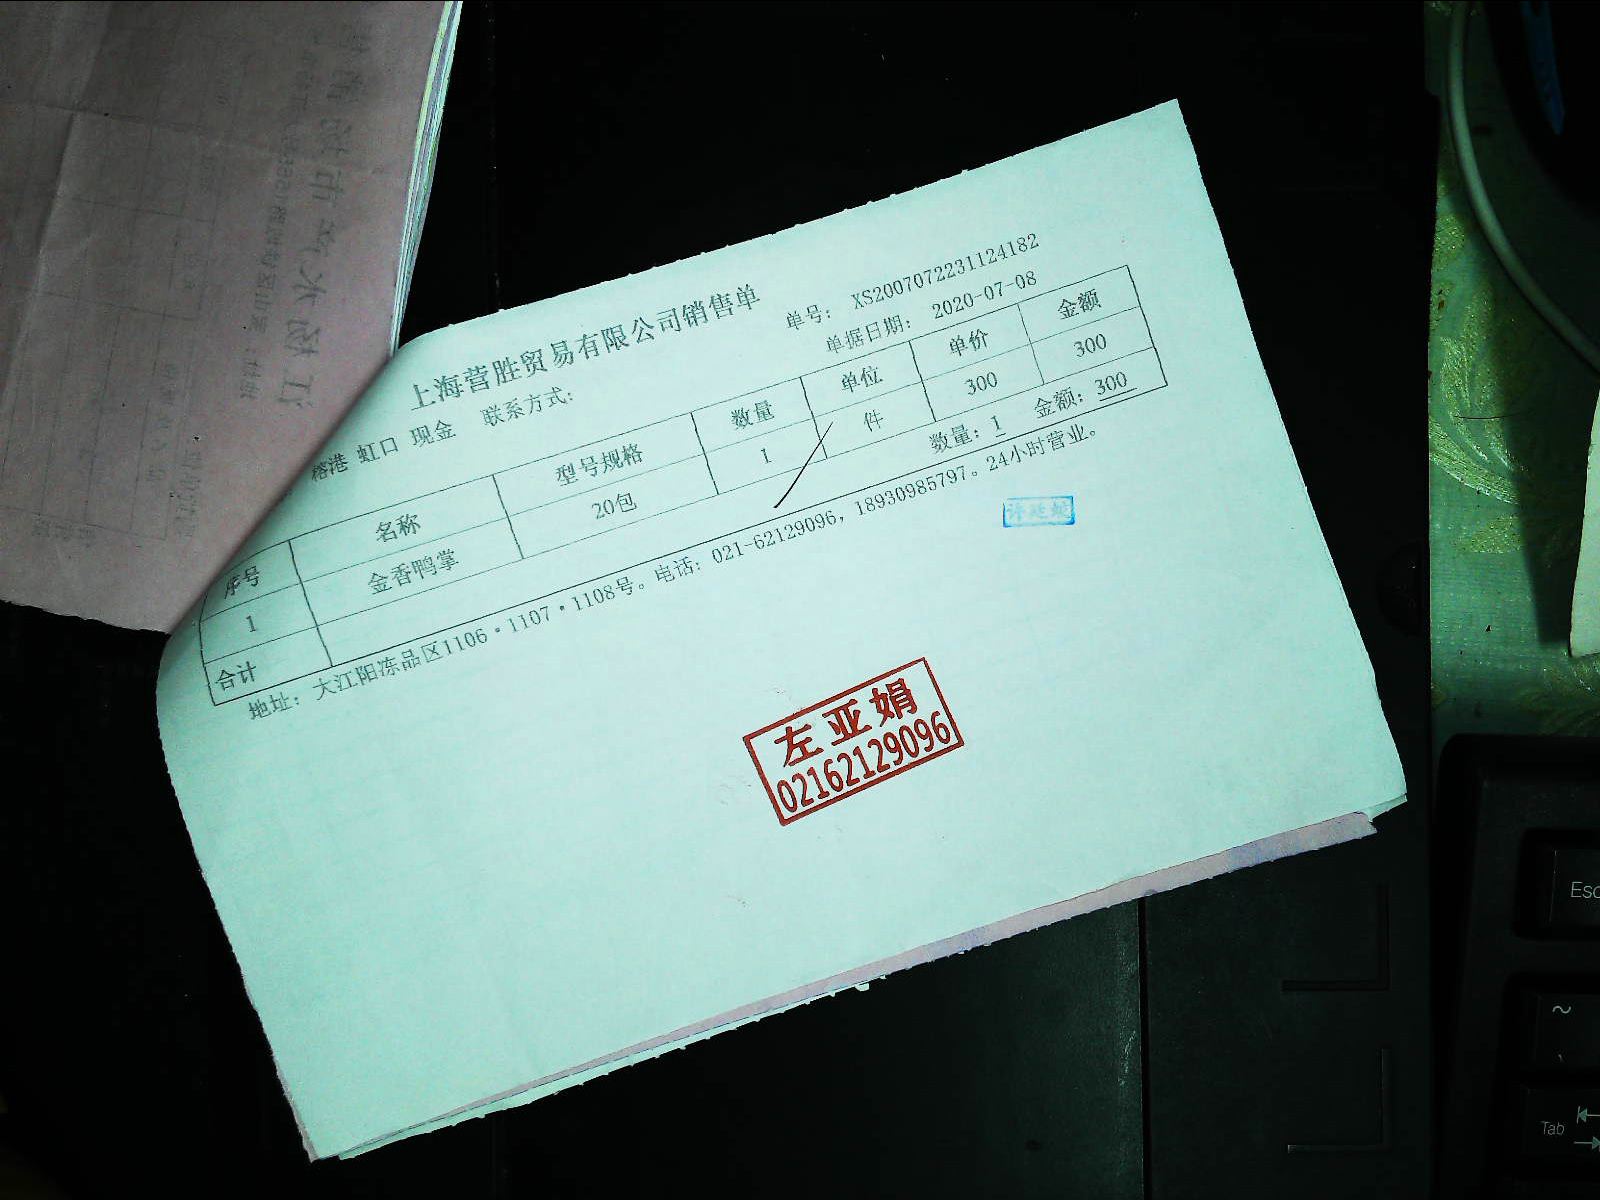 上海营胜贸易有限公司销售单
单号： XS2007072231124182
榕港 虹口 现金 联系方式：
单据日期： 2020-07-08
序号 名称 型号规格 数量 单位 单价 金额
1 金香鸭掌 20包 1 件 300 300
合计 数量：1 金额：300
地址：大江阳冻品区1106·1107·1108号。电话：021-62129096，18930985797。24小时营业。
左亚娟
02162129096
Esc
~
Tab